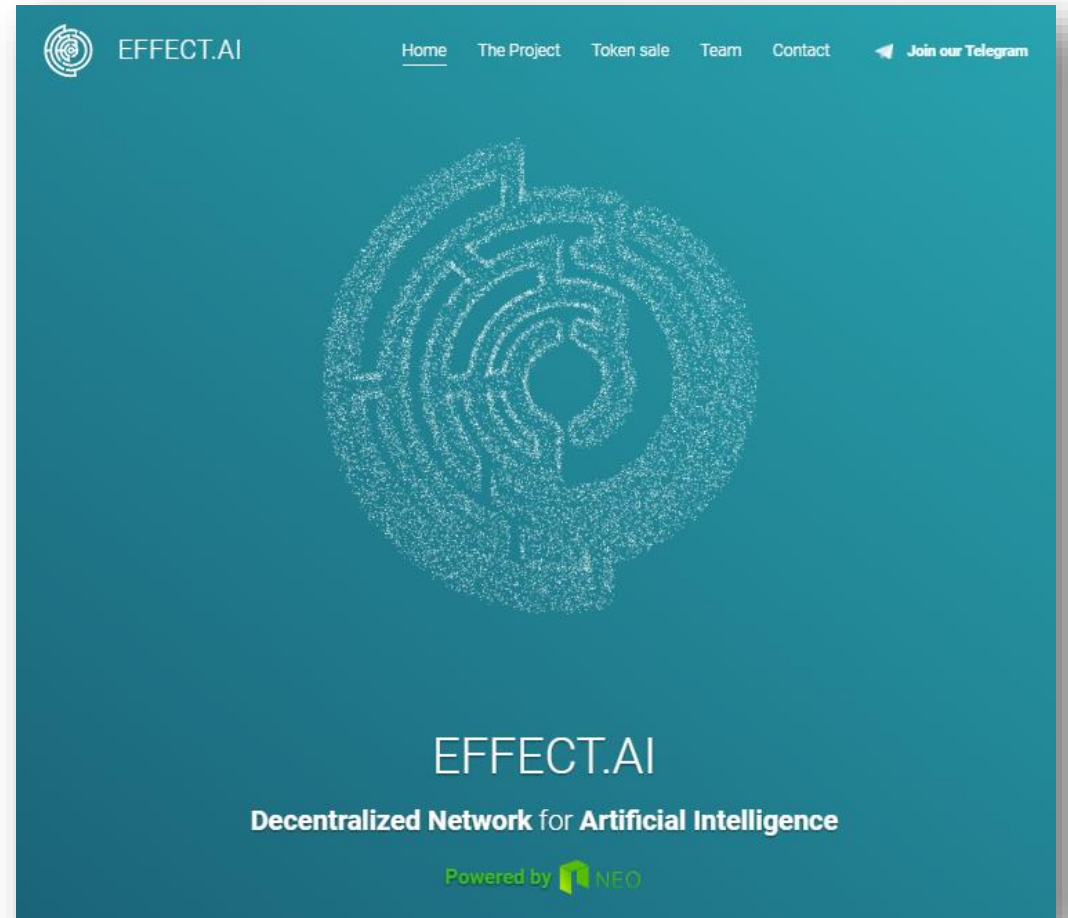 EFFECT.AI
Home The Project Token sale Team Contact Join our Telegram
EFFECT.AI
Decentralized Network for Artificial Intelligence
Powered by NEO